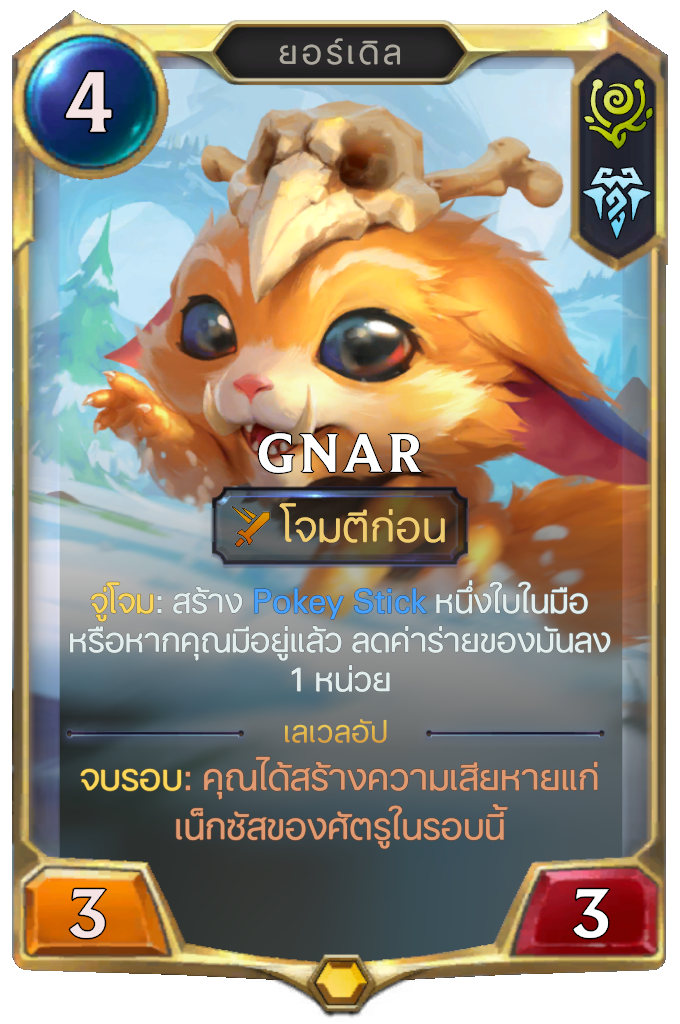 ยอร์เดิล
4
GNAR
โจมตีก่อน
จู่โจม: สร้าง Pokey Stick หนึ่งใบในมือ
หรือหากคุณมีอยู่แล้ว ลดค่าร่ายของมันลง
1 หน่วย
เลเวลอัป
จบรอบ: คุณได้สร้างความเสียหายแก่
เน็กซัสของศัตรูในรอบนี้
3
3